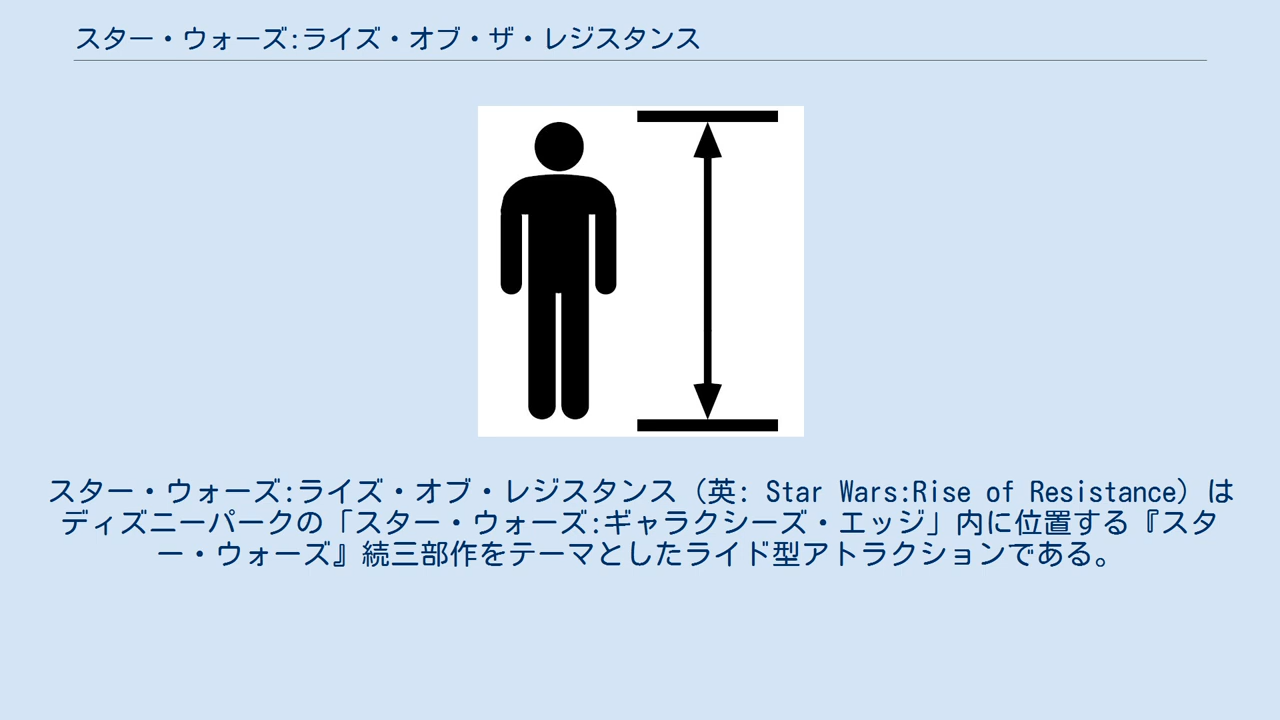 スター・ウォーズ:ライズ・オブ・ザ・レジスタンス
スター・ウォーズ:ライズ・オブ・レジスタンス（英: Star Wars:Rise of Resistance）は
ディズニーパークの「スター・ウォーズ:ギャラクシーズ・エッジ」内に位置する『スタ
ー・ウォーズ』続三部作をテーマとしたライド型アトラクションである。